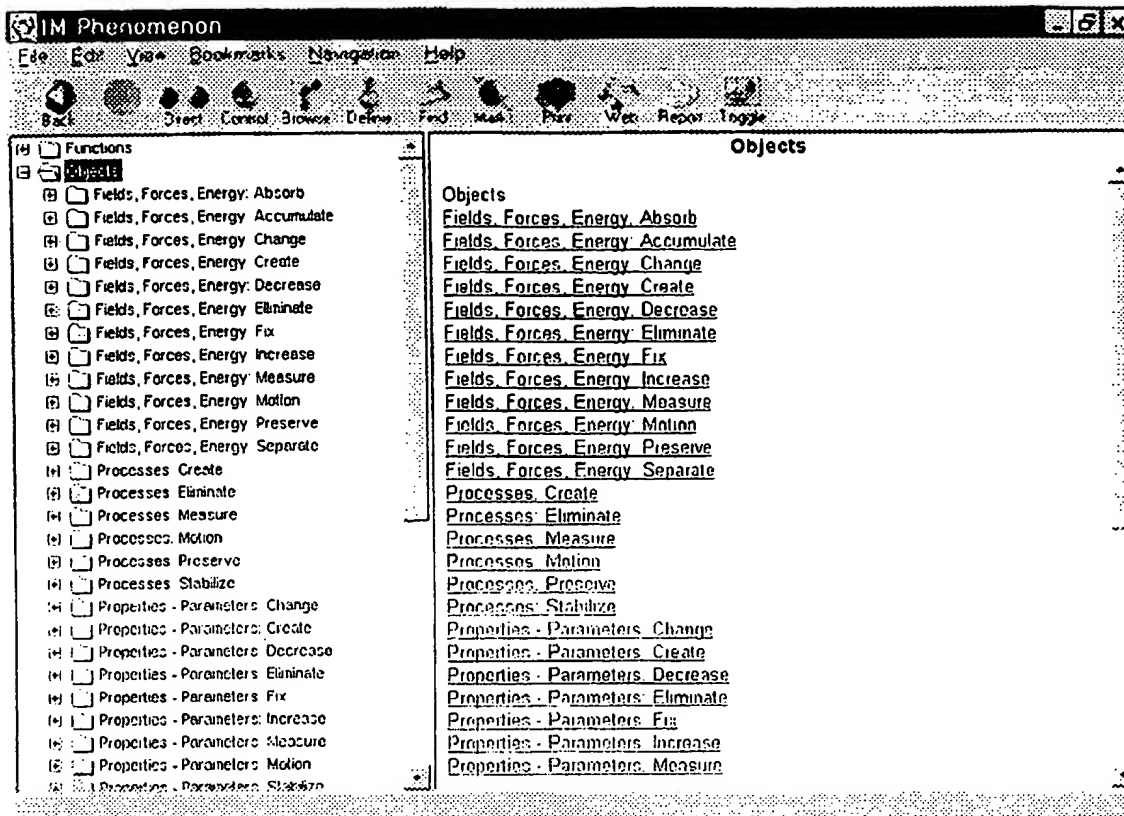 IM Phenomenon
File Edit View Bookmarks Navigation Help
Back Direct Control Browse Define Find Mark Print Web Report Toggle
Functions
Objects
Fields, Forces, Energy: Absorb
Fields, Forces, Energy Accumulate
Fields, Forces, Energy Change
Fields, Forces, Energy Create
Fields, Forces, Energy: Decrease
Fields, Forces, Energy Eliminate
Fields, Forces, Energy Fix
Fields, Forces, Energy Increase
Fields, Forces, Energy: Measure
Fields, Forces, Energy Motion
Fields, Forces, Energy Preserve
Fields, Forces, Energy Separate
Processes Create
Processes Eliminate
Processes Measure
Processes. Motion
Processes Preserve
Processes Stabilize
Properties - Parameters Change
Properties - Parameters: Create
Properties - Parameters Decrease
Properties - Parameters Eliminate
Properties - Parameters Fix
Properties - Parameters: Increase
Properties - Parameters Measure
Properties - Parameters Motion
Properties - Parameters Stabilize
Objects
Objects
Fields, Forces, Energy. Absorb
Fields, Forces, Energy: Accumulate
Fields, Forces, Energy Change
Fields, Forces, Energy Create
Fields, Forces, Energy. Decrease
Fields, Forces, Energy: Eliminate
Fields, Forces, Energy Fix
Fields, Forces, Energy Increase
Fields, Forces, Energy. Measure
Fields, Forces, Energy: Motion
Fields, Forces, Energy Preserve
Fields, Forces, Energy Separate
Processes. Create
Processes: Eliminate
Processes Measure
Processes Motion
Processes. Preserve
Processes: Stabilize
Properties - Parameters Change
Properties - Parameters Create
Properties - Parameters. Decrease
Properties - Parameters: Eliminate
Properties - Parameters Fix
Properties - Parameters Increase
Properties - Parameters. Measure